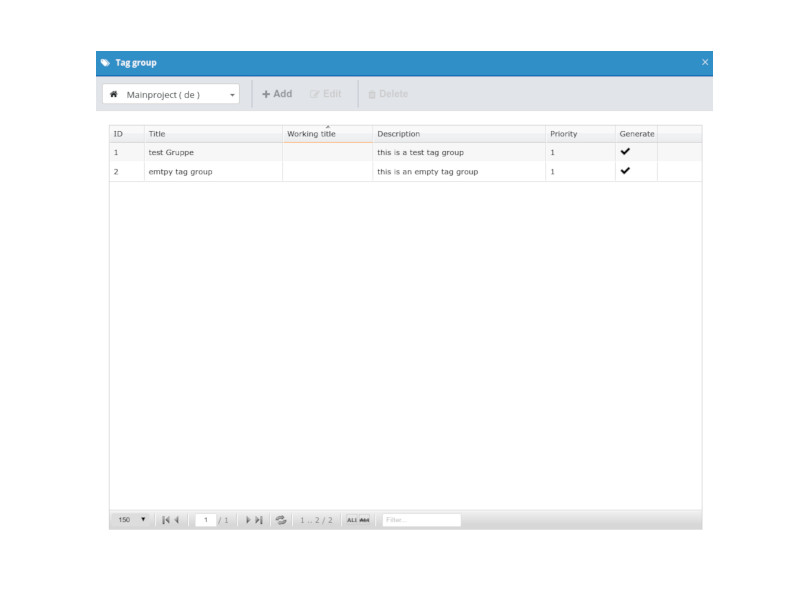 Tag group
Mainproject ( de )
Add
Edit
Delete
ID Title Working title Description Priority Generate
1 test Gruppe this is a test tag group 1
2 emtpy tag group this is an empty tag group 1
150 1 / 1 1 .. 2 / 2 ALL Filter...